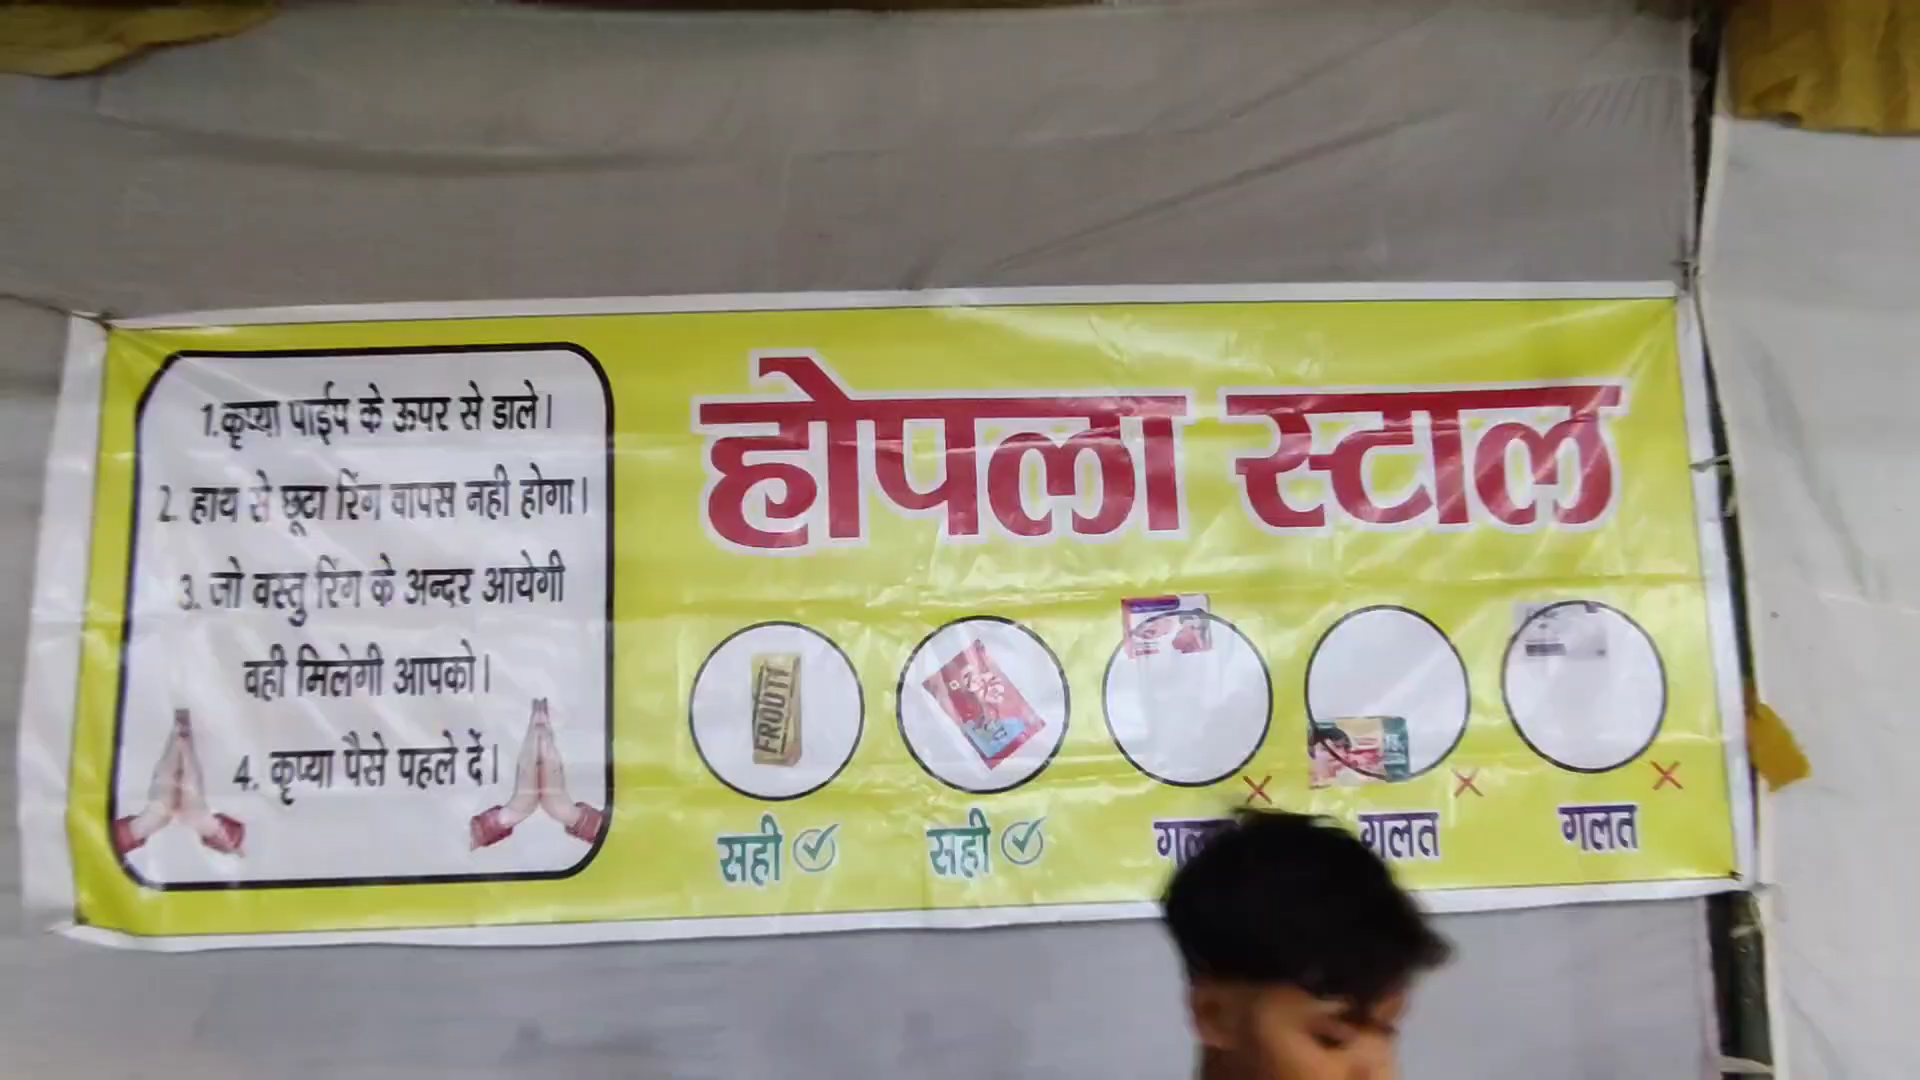 1.कृप्या पाईप के ऊपर से डाले।
2. हाथ से छूटा रिंग वापस नही होगा।
3. जो वस्तु रिंग के अन्दर आयेगी
वही मिलेगी आपको।
4. कृप्या पैसे पहले दें।
होपला स्टाल
FROOTI
सही सही गलत गलत